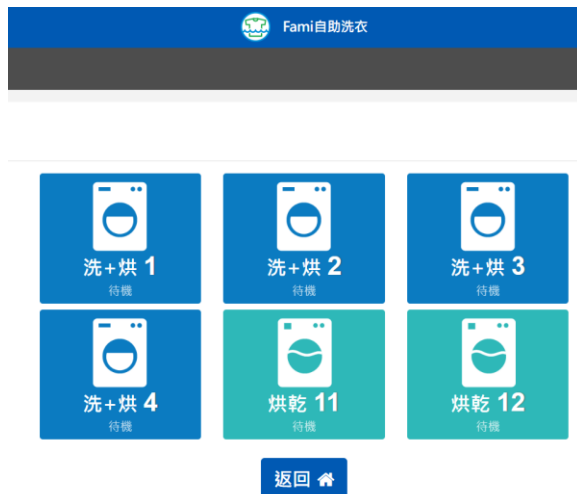 Fami自助洗衣
洗+烘 1
待機
洗+烘 2
待機
洗+烘 3
待機
洗+烘 4
待機
烘乾 11
待機
烘乾 12
待機
返回